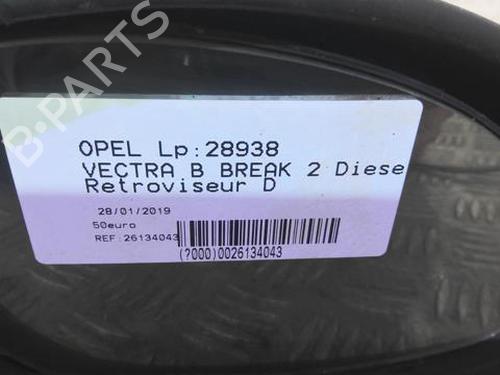 B-PARTS
OPEL Lp:28938
VECTRA B BREAK 2 Diese
Retroviseur D
28/01/2019
50euro
REF:26134043
(?000)0026134043